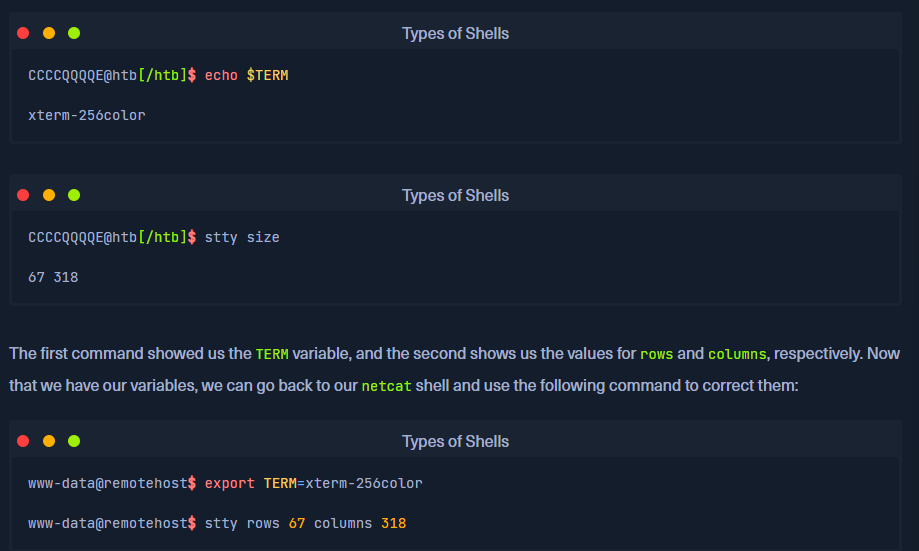 Types of Shells
CCCCQQQQE@htb[/htb]$ echo $TERM
xterm-256color
Types of Shells
CCCCQQQQE@htb[/htb]$ stty size
67 318
The first command showed us the TERM variable, and the second shows us the values for rows and columns, respectively. Now
that we have our variables, we can go back to our netcat shell and use the following command to correct them:
Types of Shells
www-data@remotehost$ export TERM=xterm-256color
www-data@remotehost$ stty rows 67 columns 318